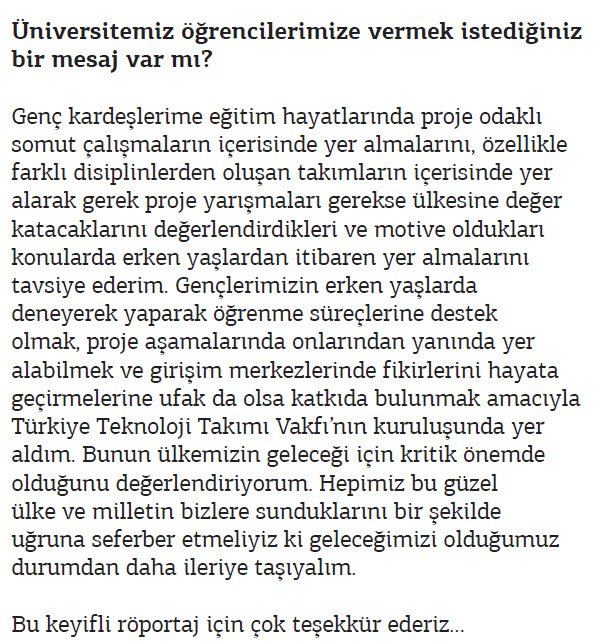 Üniversitemiz öğrencilerimize vermek istediğiniz
bir mesaj var mı?
Genç kardeşlerime eğitim hayatlarında proje odaklı
somut çalışmaların içerisinde yer almalarını, özellikle
farklı disiplinlerden oluşan takımların içerisinde yer
alarak gerek proje yarışmaları gerekse ülkesine değer
katacaklarını değerlendirdikleri ve motive oldukları
konularda erken yaşlardan itibaren yer almalarını
tavsiye ederim. Gençlerimizin erken yaşlarda
deneyerek yaparak öğrenme süreçlerine destek
olmak, proje aşamalarında onlarından yanında yer
alabilmek ve girişim merkezlerinde fikirlerini hayata
geçirmelerine ufak da olsa katkıda bulunmak amacıyla
Türkiye Teknoloji Takımı Vakfı’nın kuruluşunda yer
aldım. Bunun ülkemizin geleceği için kritik önemde
olduğunu değerlendiriyorum. Hepimiz bu güzel
ülke ve milletin bizlere sunduklarını bir şekilde
uğruna seferber etmeliyiz ki geleceğimizi olduğumuz
durumdan daha ileriye taşıyalım.
Bu keyifli röportaj için çok teşekkür ederiz...